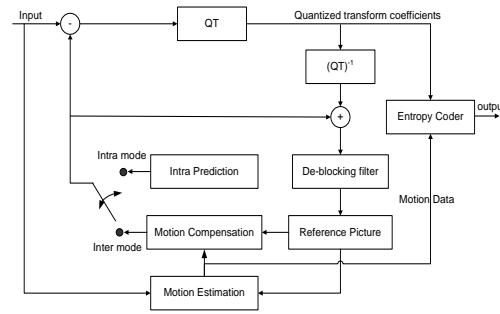 Input
-
QT
Quantized transform coefficients
(QT)-1
+
Entropy Coder
output
Intra mode
Intra Prediction
De-blocking filter
Motion Data
Inter mode
Motion Compensation
Reference Picture
Motion Estimation